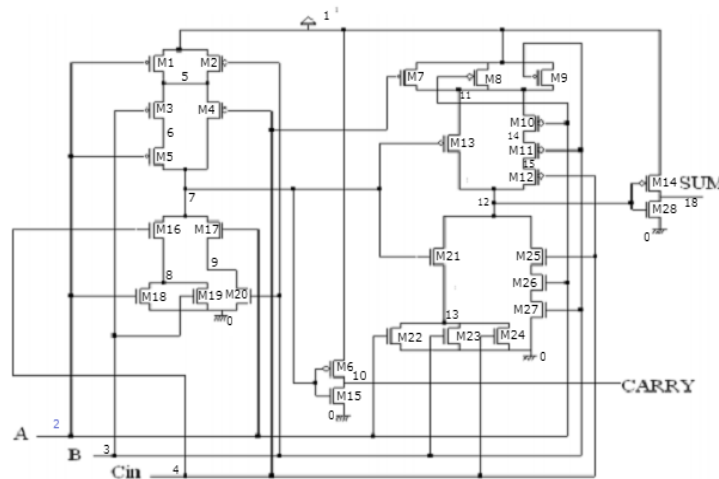 1 1
M1 M2 M7 M8 M9
5 11
M3 M4 M10
6 14
M5 M13 M11
15
M12 M14 SUM
7 12 18
M28
0
M16 M17
M21 M25
8 9
M26
M18 M19 M20
0 13 M27
M22 M23 M24
0
M6
10
M15 CARRY
0
A 2
B 3
Cin 4